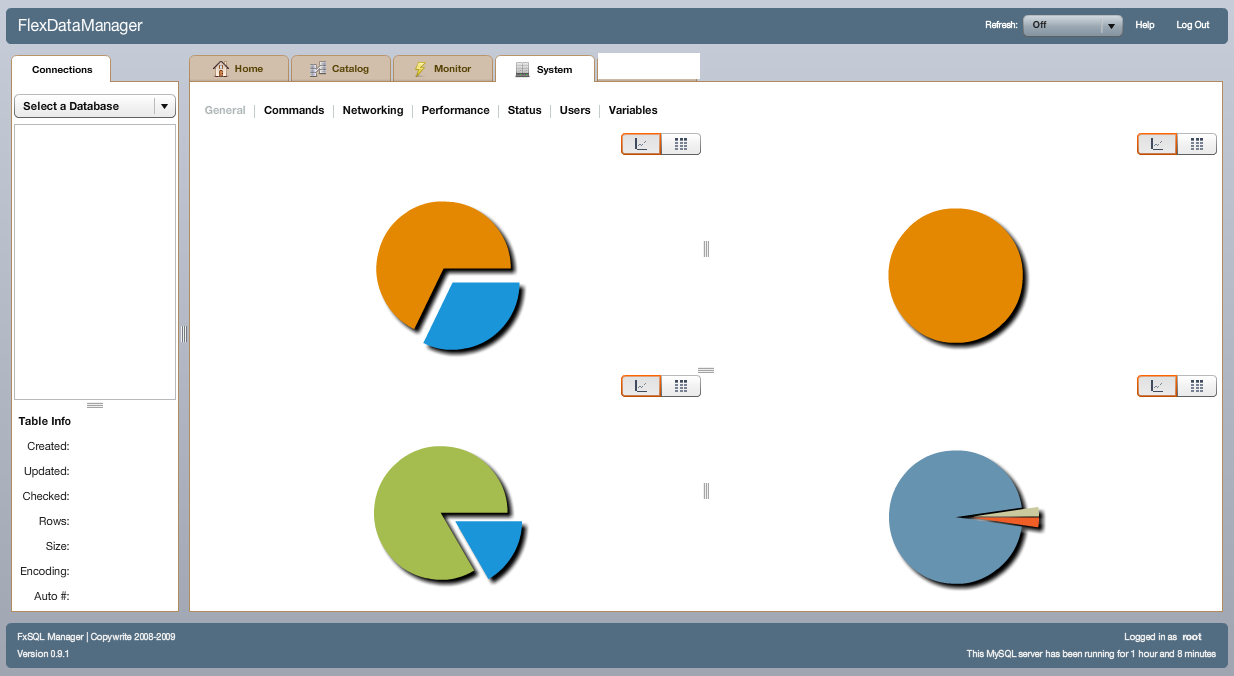 FlexDataManager
Refresh: Off Help Log Out
Connections
Home Catalog Monitor System
Select a Database
General Commands Networking Performance Status Users Variables
Table Info
Created:
Updated:
Checked:
Rows:
Size:
Encoding:
Auto #:
FxSQL Manager | Copywrite 2008-2009
Logged in as root
Version 0.9.1
This MySQL server has been running for 1 hour and 8 minutes